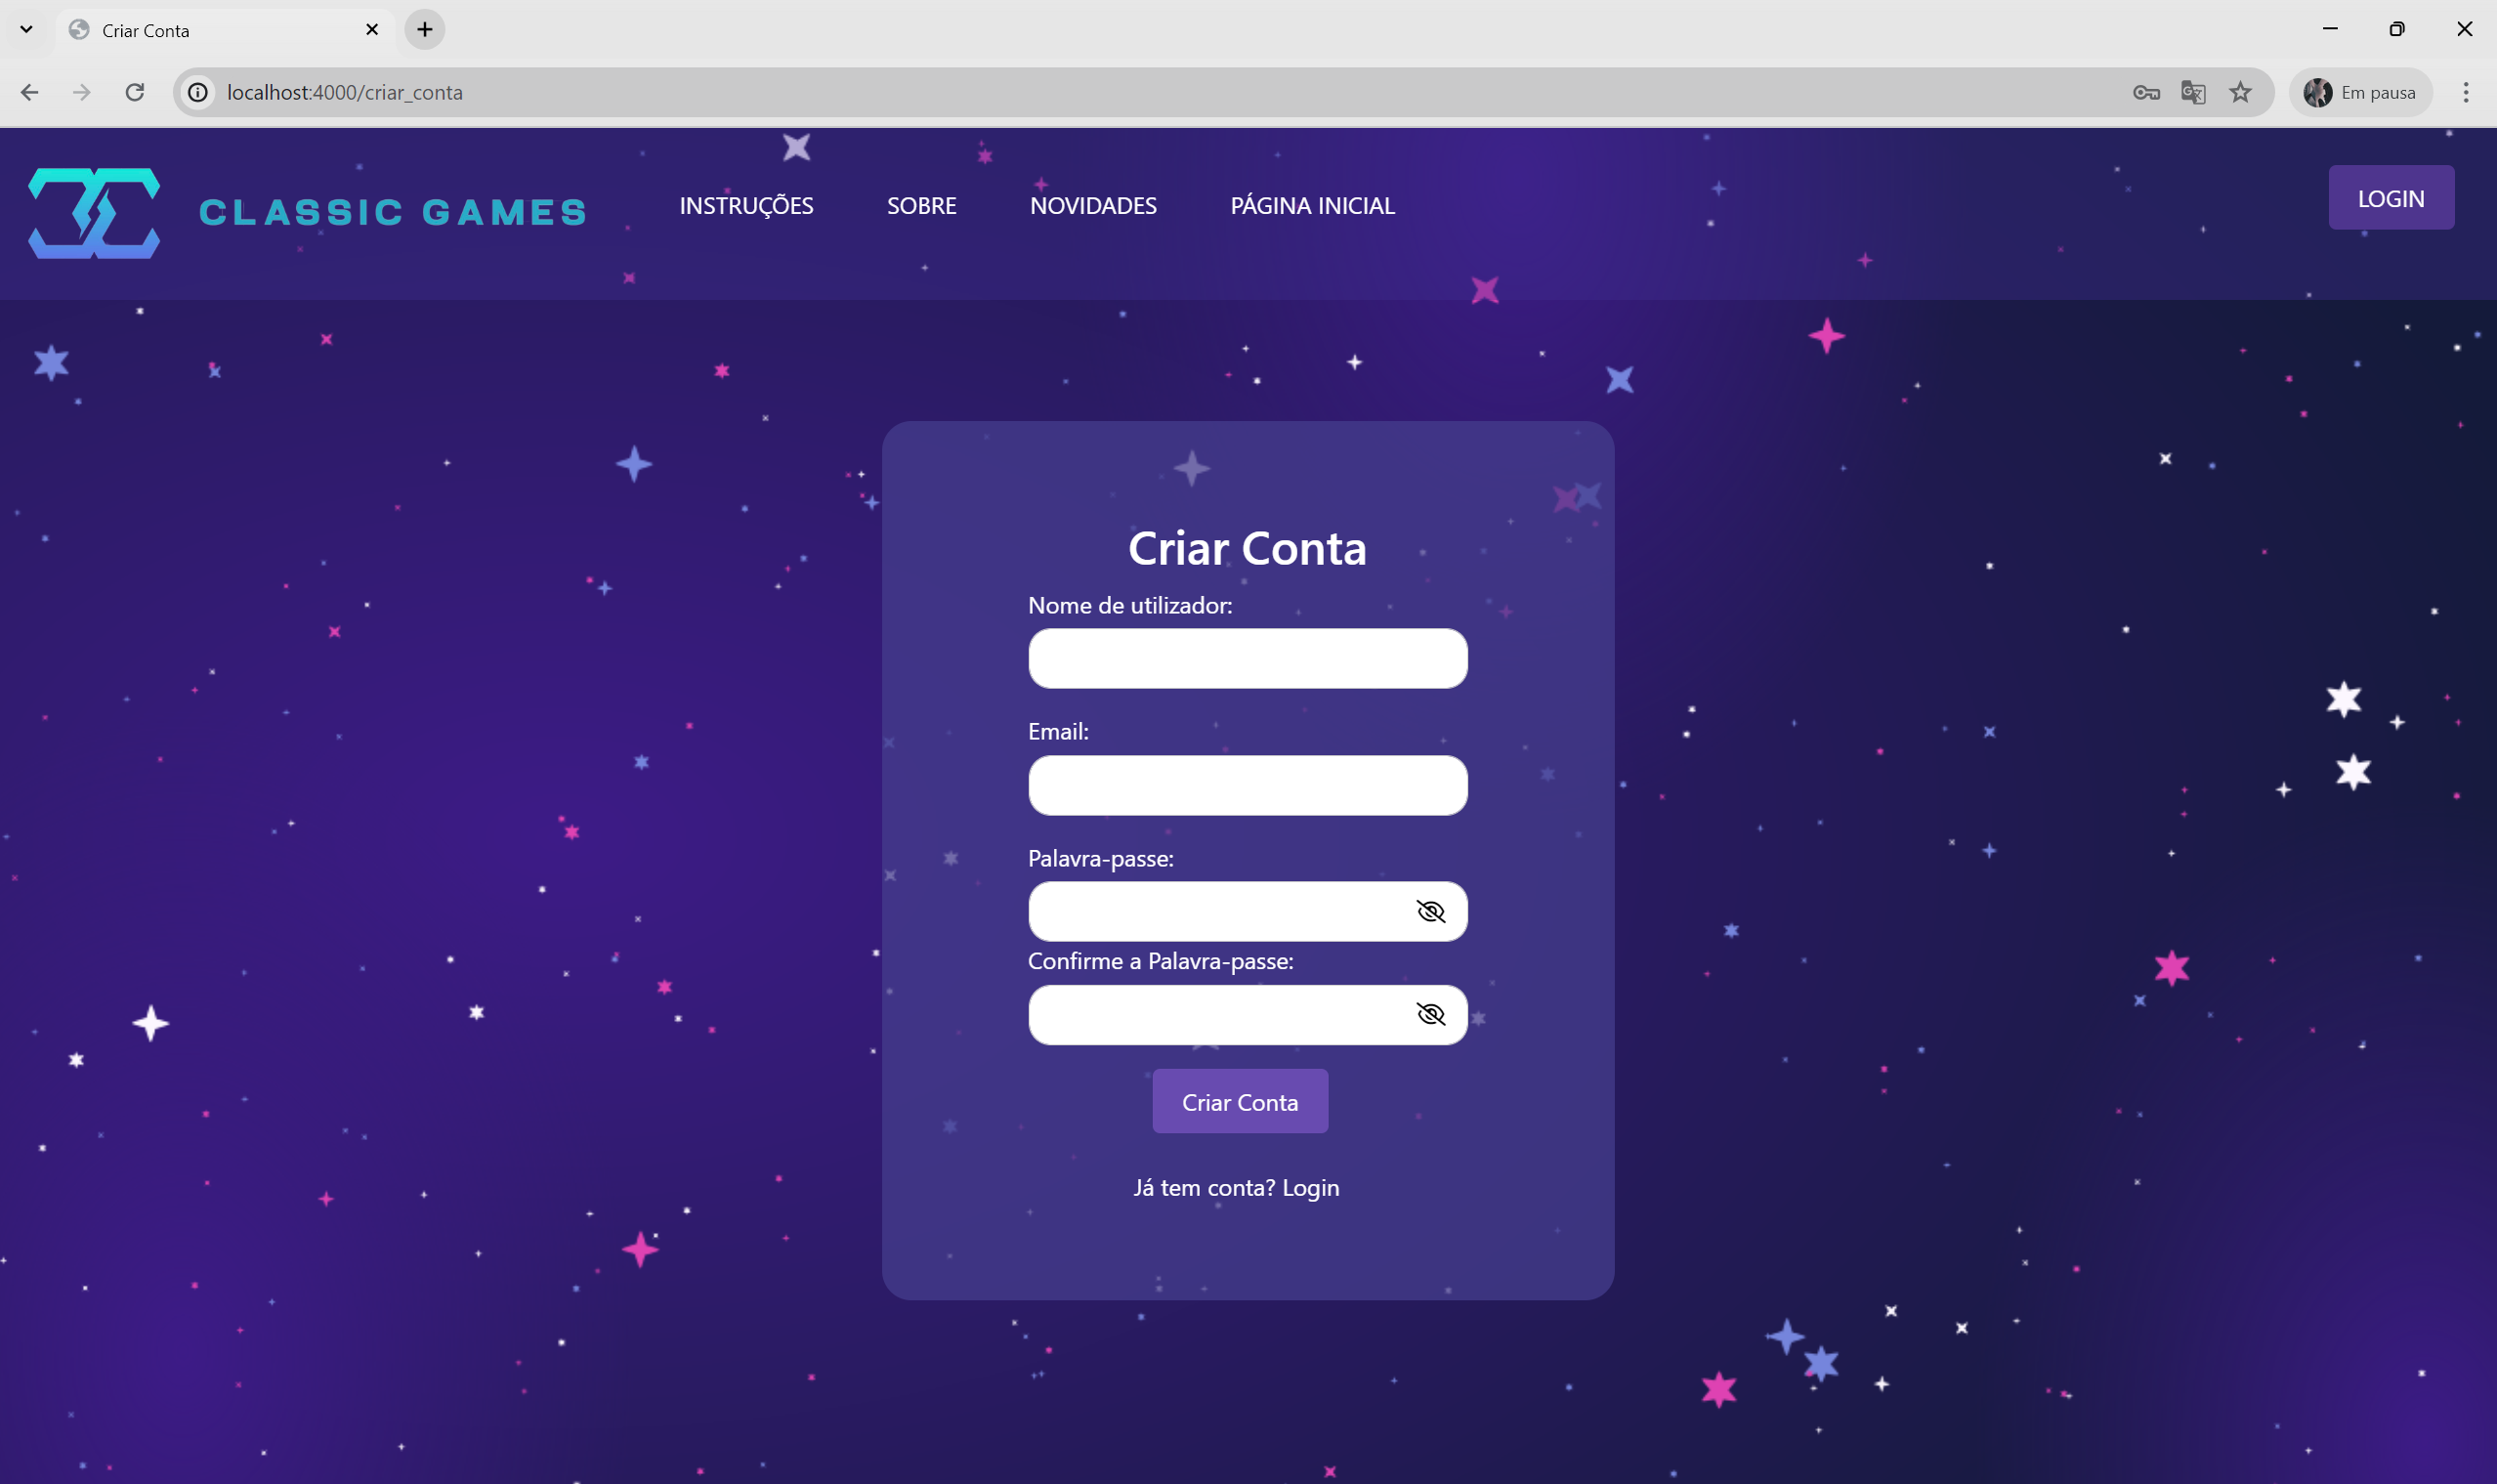 Criar Conta
localhost:4000/criar_conta
Em pausa
CLASSIC GAMES
INSTRUÇÕES
SOBRE
NOVIDADES
PÁGINA INICIAL
LOGIN
Criar Conta
Nome de utilizador:
Email:
Palavra-passe:
Confirme a Palavra-passe:
Criar Conta
Já tem conta? Login